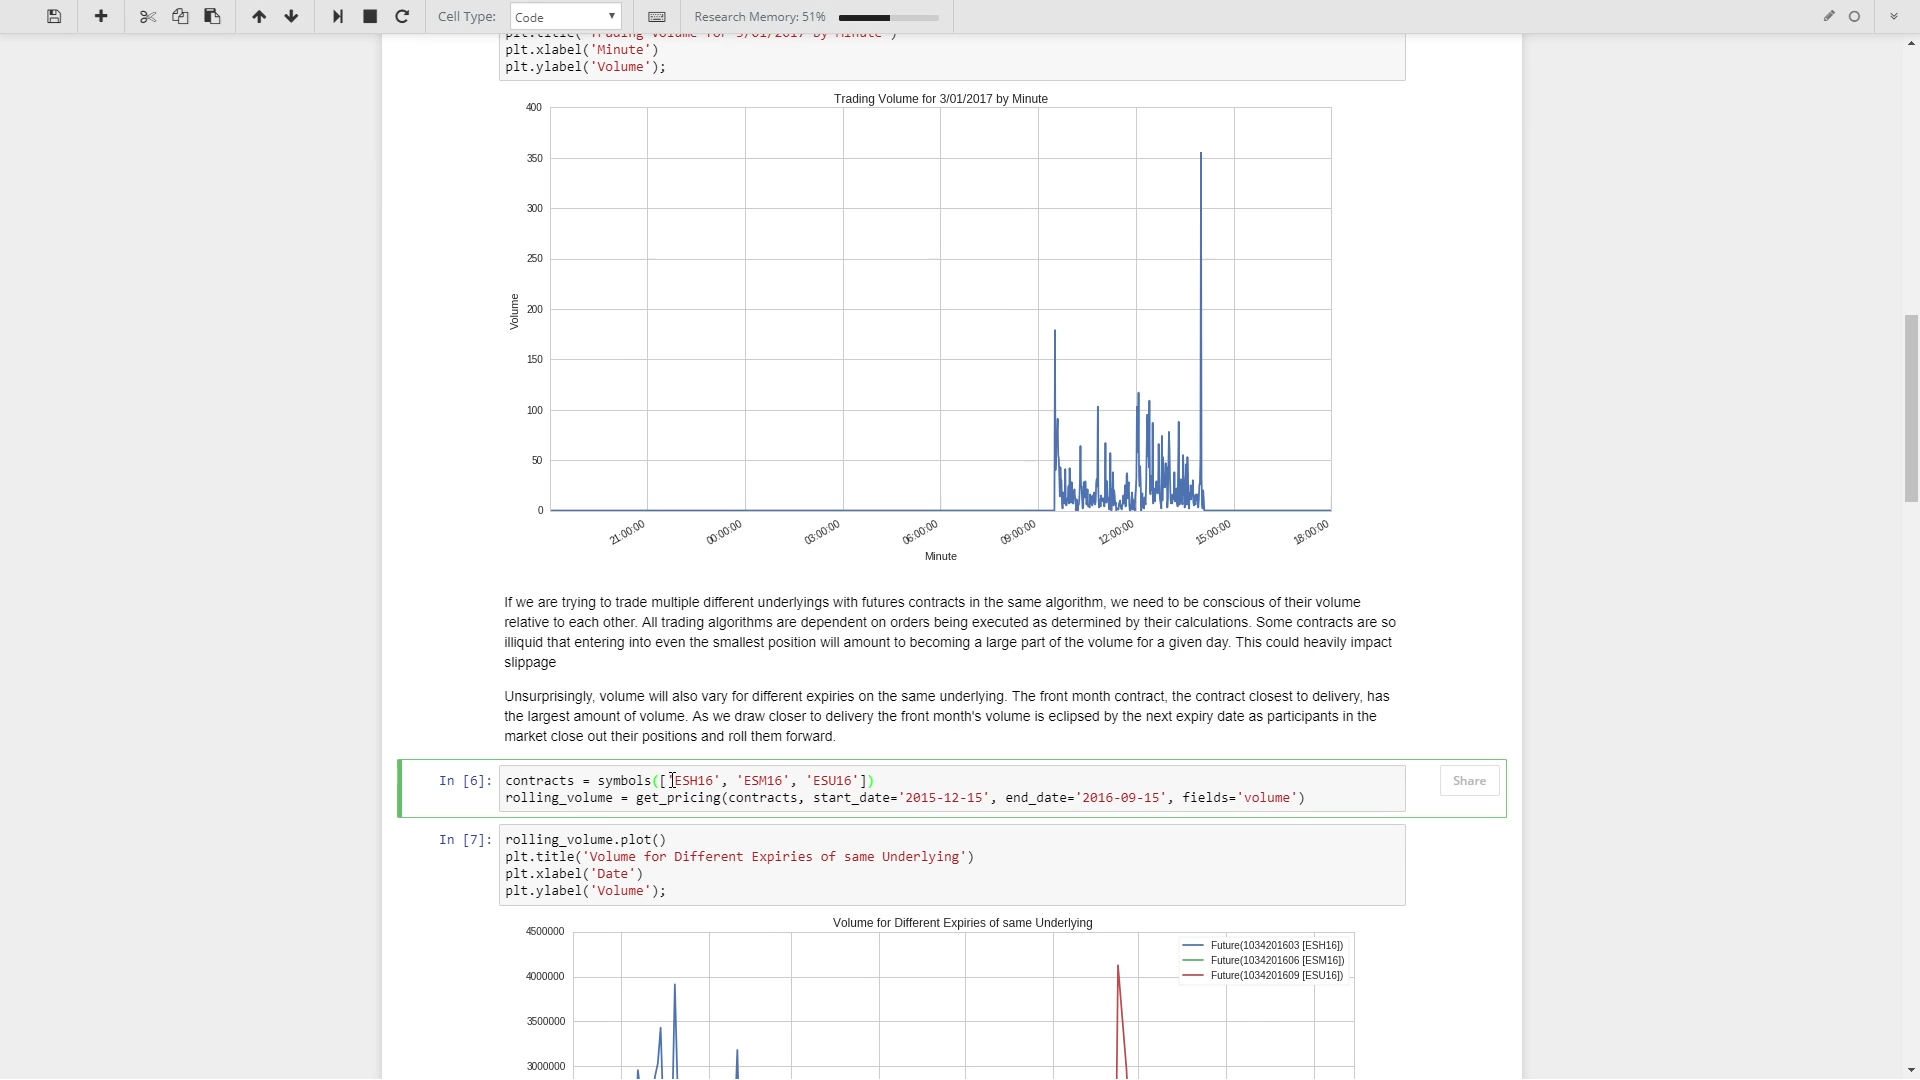 Cell Type: Code Research Memory: 51%
plt.title('Trading Volume for 3/01/2017 by Minute')
plt.xlabel('Minute')
plt.ylabel('Volume');
Trading Volume for 3/01/2017 by Minute
400
350
300
250
200
150
100
50
0
Volume
21:00:00 00:00:00 03:00:00 06:00:00 09:00:00 12:00:00 15:00:00 18:00:00
Minute
If we are trying to trade multiple different underlyings with futures contracts in the same algorithm, we need to be conscious of their volume
relative to each other. All trading algorithms are dependent on orders being executed as determined by their calculations. Some contracts are so
illiquid that entering into even the smallest position will amount to becoming a large part of the volume for a given day. This could heavily impact
slippage
Unsurprisingly, volume will also vary for different expiries on the same underlying. The front month contract, the contract closest to delivery, has
the largest amount of volume. As we draw closer to delivery the front month's volume is eclipsed by the next expiry date as participants in the
market close out their positions and roll them forward.
In [6]: contracts = symbols(['ESH16', 'ESM16', 'ESU16'])
rolling_volume = get_pricing(contracts, start_date='2015-12-15', end_date='2016-09-15', fields='volume')
Share
In [7]: rolling_volume.plot()
plt.title('Volume for Different Expiries of same Underlying')
plt.xlabel('Date')
plt.ylabel('Volume');
Volume for Different Expiries of same Underlying
4500000
4000000
3500000
3000000
Future(1034201603 [ESH16])
Future(1034201606 [ESM16])
Future(1034201609 [ESU16])